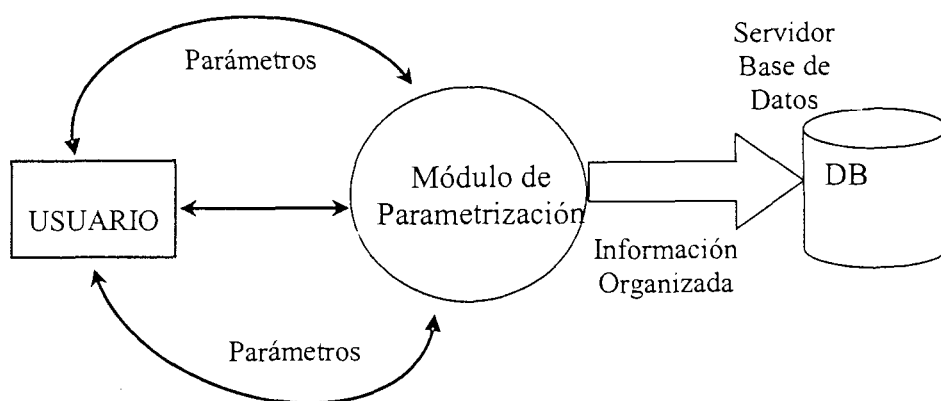 Parámetros
USUARIO
Módulo de
Parametrización
Parámetros
Información
Organizada
Servidor
Base de
Datos
DB